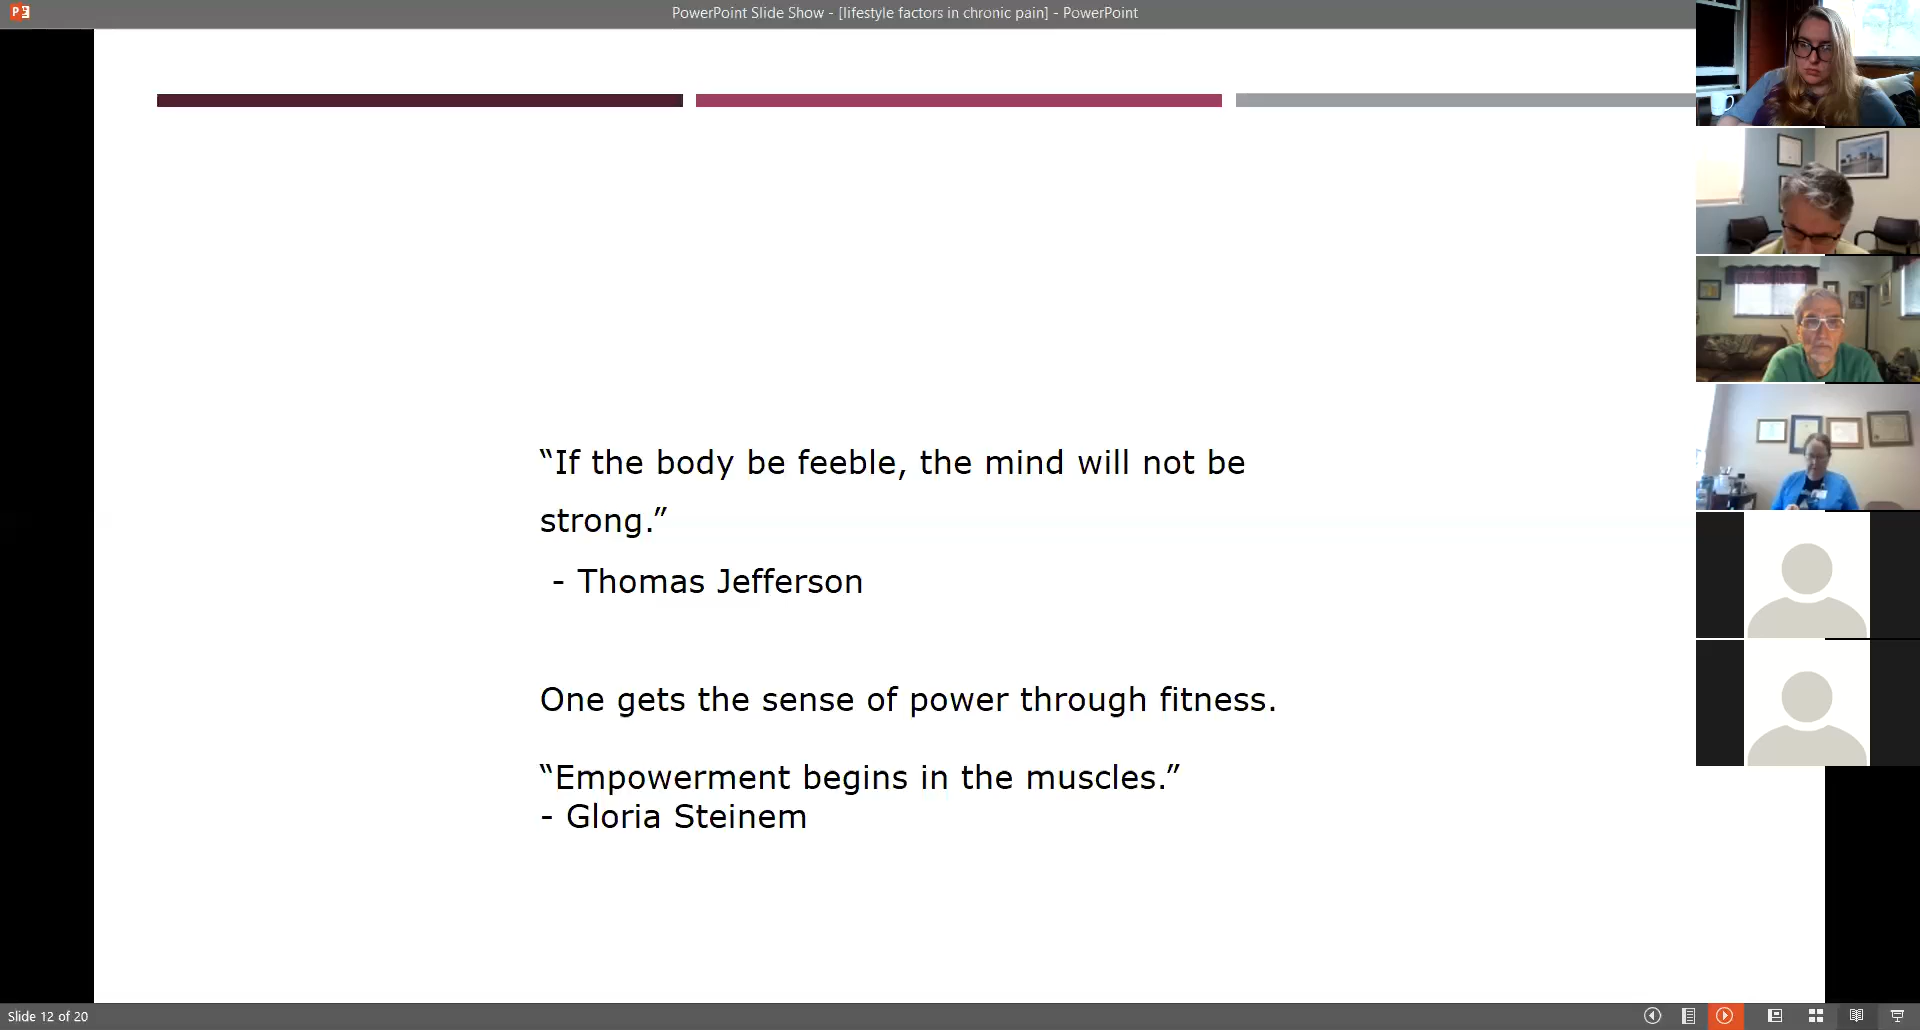 PowerPoint Slide Show - [lifestyle factors in chronic pain] - PowerPoint
“If the body be feeble, the mind will not be
strong.”
- Thomas Jefferson
One gets the sense of power through fitness.
“Empowerment begins in the muscles.”
- Gloria Steinem
Slide 12 of 20